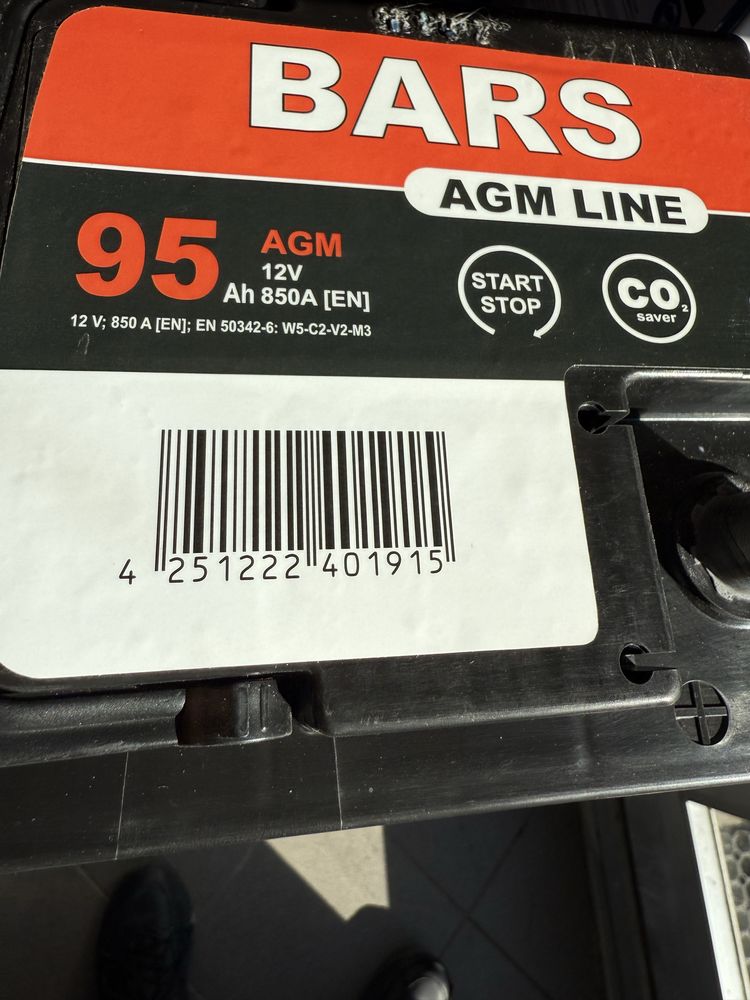 BARS
AGM LINE
95 Ah
AGM
12V
850A [EN]
12 V; 850 A [EN]; EN 50342-6: W5-C2-V2-M3
START
STOP
CO2
saver
4 251222 401915